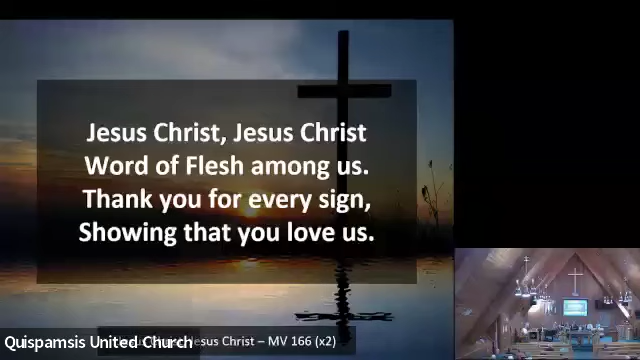 Jesus Christ, Jesus Christ
Word of Flesh among us.
Thank you for every sign,
Showing that you love us.
Quispamsis United Church
Jesus Christ – MV 166 (x2)